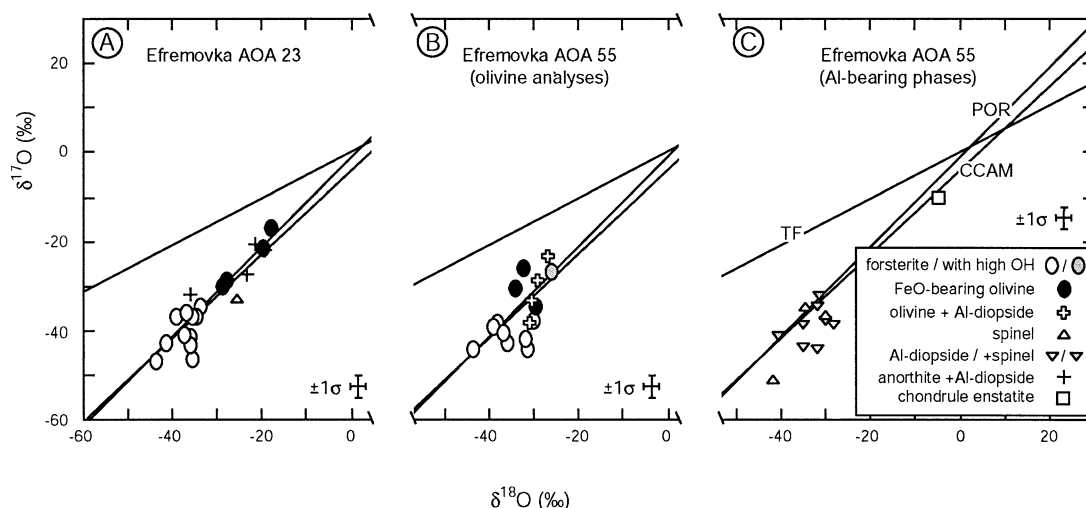 A
Efremovka AOA 23
B
Efremovka AOA 55
(olivine analyses)
C
Efremovka AOA 55
(Al-bearing phases)
δ¹⁷O (‰)
20
0
-20
-40
-60
±1σ
±1σ
POR
CCAM
TF
±1σ
forsterite / with high OH
/
FeO-bearing olivine
olivine + Al-diopside
spinel
Al-diopside / +spinel
/
anorthite +Al-diopside
chondrule enstatite
-60 -40 -20 0
-40 -20 0
-40 -20 0 20
δ¹⁸O (‰)